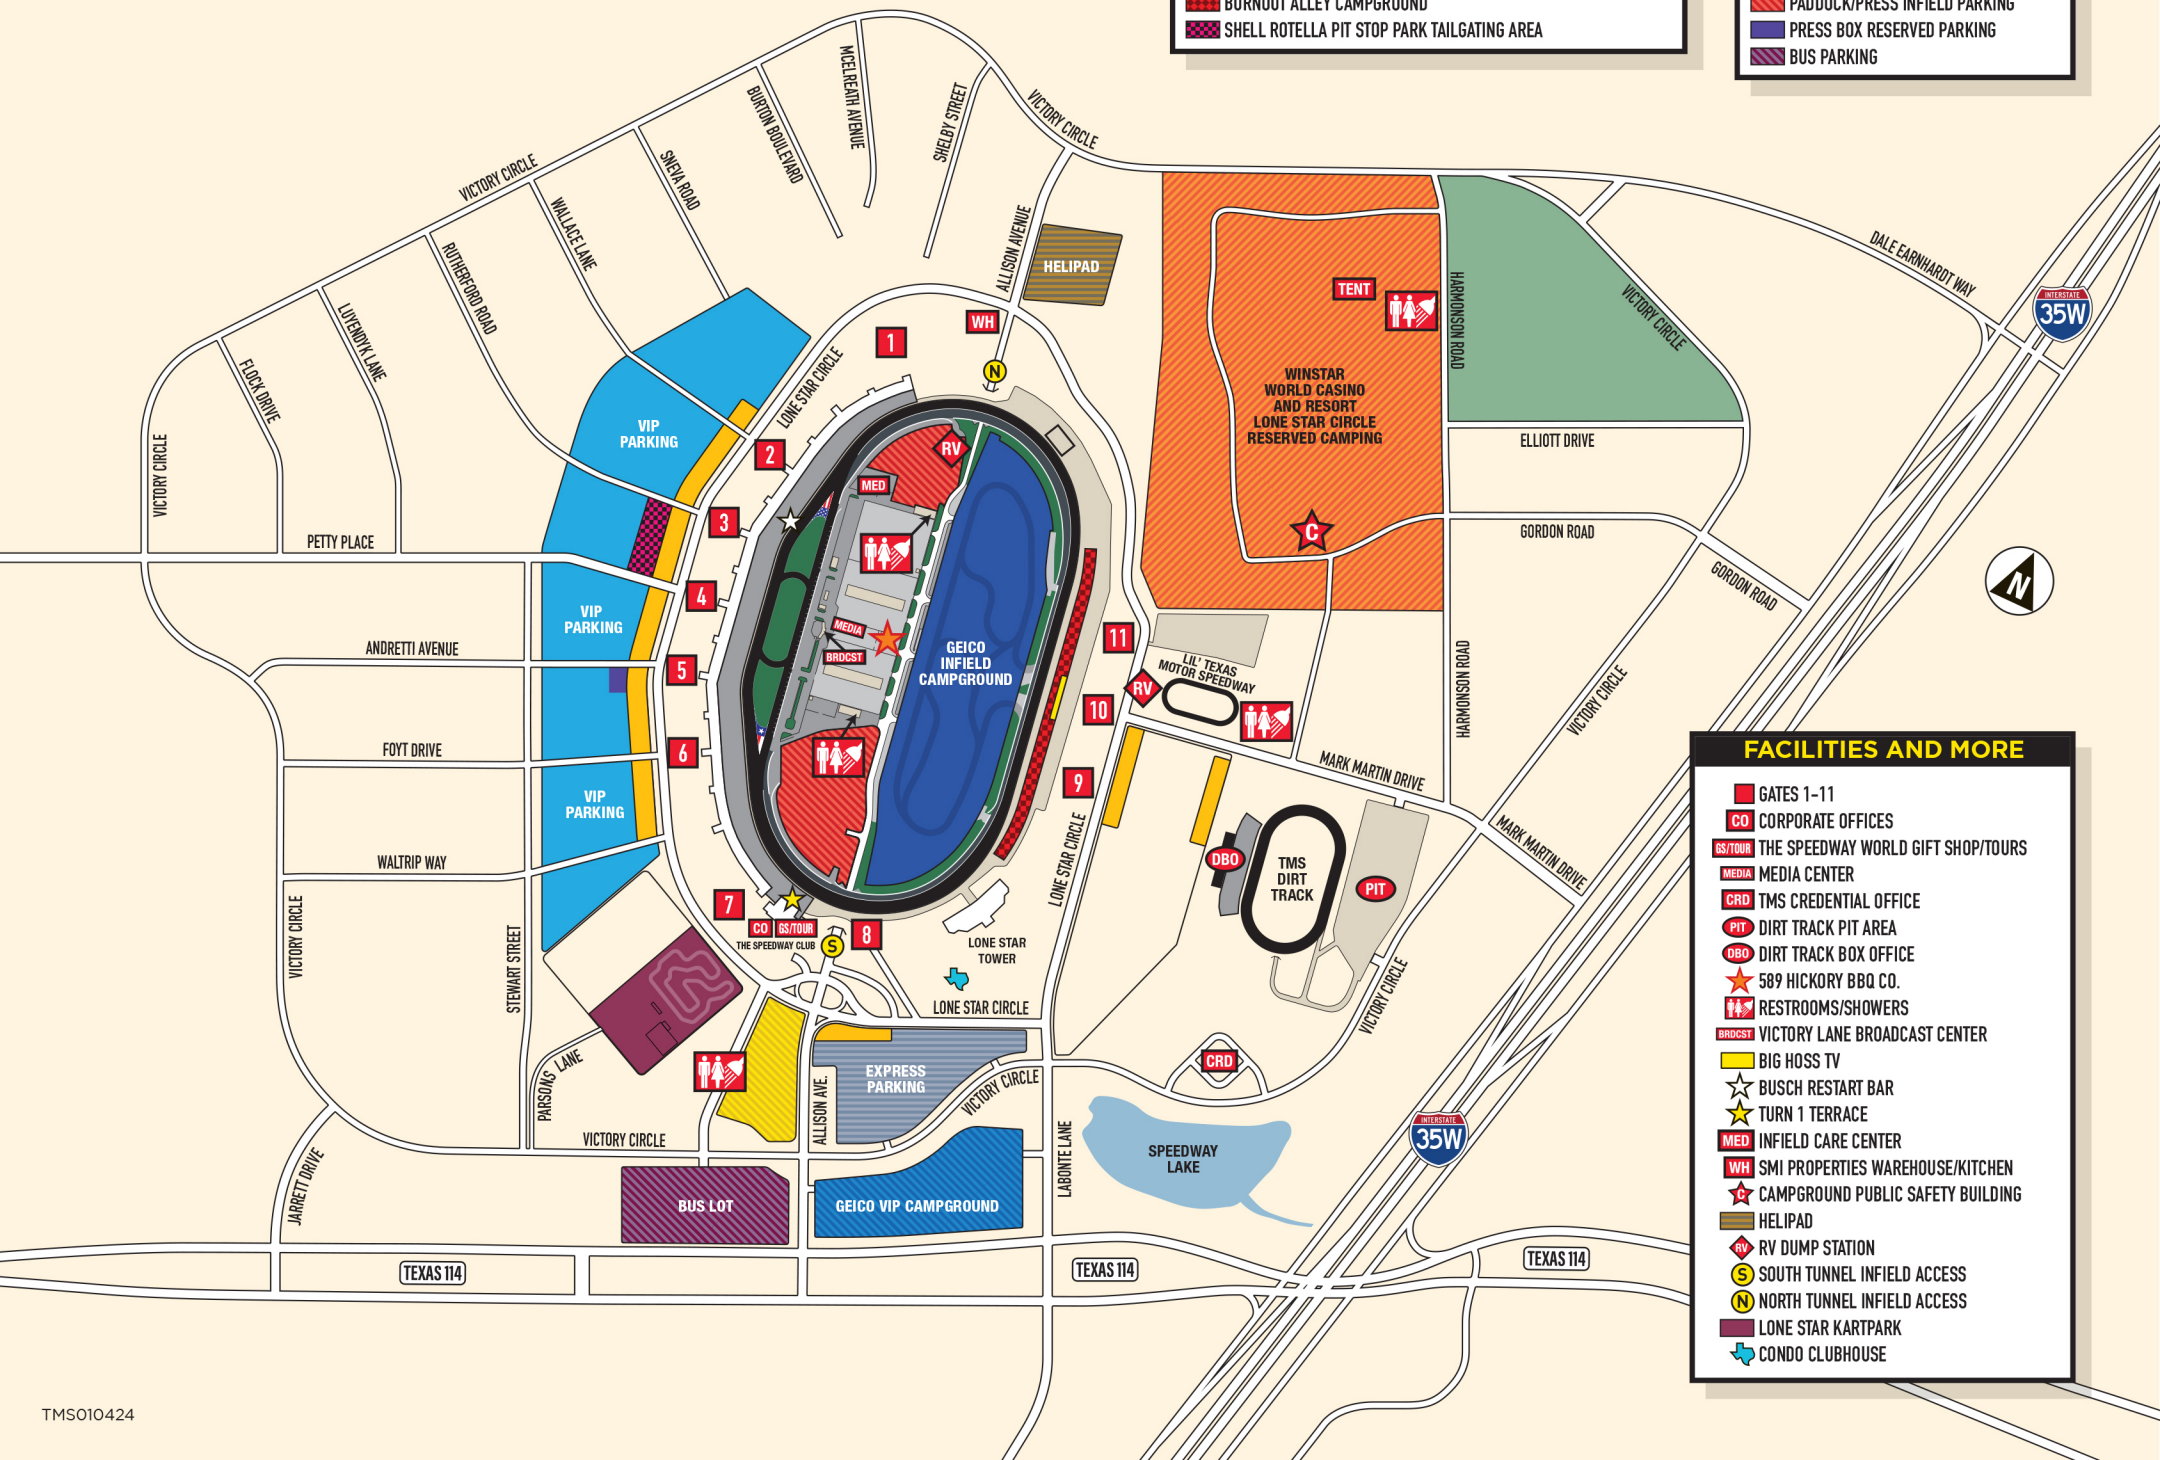 BURNOUT ALLEY CAMPGROUND
SHELL ROTELLA PIT STOP PARK TAILGATING AREA
PADDOCK/PRESS INFIELD PARKING
PRESS BOX RESERVED PARKING
BUS PARKING
MCELREATH AVENUE
BURTON BOULEVARD
SHELBY STREET
VICTORY CIRCLE
VICTORY CIRCLE
SNEVA ROAD
WALLACE LANE
RUTHERFORD ROAD
LUYENDYK LANE
FLOCK DRIVE
VICTORY CIRCLE
ALLISON AVENUE
HELIPAD
WH
N
1
LONE STAR CIRCLE
TENT
HARMONSON ROAD
VICTORY CIRCLE
DALE EARNHARDT WAY
INTERSTATE
35W
WINSTAR
WORLD CASINO
AND RESORT
LONE STAR CIRCLE
RESERVED CAMPING
ELLIOTT DRIVE
C
GORDON ROAD
GORDON ROAD
N
VIP
PARKING
2
RV
MED
3
PETTY PLACE
4
VIP
PARKING
MEDIA
BRDCST
GEICO
INFIELD
CAMPGROUND
11
LIL' TEXAS
MOTOR SPEEDWAY
RV
10
ANDRETTI AVENUE
5
HARMONSON ROAD
VICTORY CIRCLE
FOYT DRIVE
6
9
MARK MARTIN DRIVE
MARK MARTIN DRIVE
VIP
PARKING
WALTRIP WAY
LONE STAR CIRCLE
DBO
TMS
DIRT
TRACK
PIT
7
CO
GS/TOUR
THE SPEEDWAY CLUB
S
8
LONE STAR
TOWER
LONE STAR CIRCLE
VICTORY CIRCLE
STEWART STREET
VICTORY CIRCLE
PARSONS LANE
EXPRESS
PARKING
ALLISON AVE.
VICTORY CIRCLE
CRD
VICTORY CIRCLE
JARRETT DRIVE
BUS LOT
GEICO VIP CAMPGROUND
LABONTE LANE
SPEEDWAY
LAKE
INTERSTATE
35W
TEXAS 114
TEXAS 114
TEXAS 114
FACILITIES AND MORE
GATES 1-11
CO CORPORATE OFFICES
GS/TOUR THE SPEEDWAY WORLD GIFT SHOP/TOURS
MEDIA MEDIA CENTER
CRD TMS CREDENTIAL OFFICE
PIT DIRT TRACK PIT AREA
DBO DIRT TRACK BOX OFFICE
589 HICKORY BBQ CO.
RESTROOMS/SHOWERS
BRDCST VICTORY LANE BROADCAST CENTER
BIG HOSS TV
BUSCH RESTART BAR
TURN 1 TERRACE
MED INFIELD CARE CENTER
WH SMI PROPERTIES WAREHOUSE/KITCHEN
C CAMPGROUND PUBLIC SAFETY BUILDING
HELIPAD
RV RV DUMP STATION
S SOUTH TUNNEL INFIELD ACCESS
N NORTH TUNNEL INFIELD ACCESS
LONE STAR KARTPARK
CONDO CLUBHOUSE
TMS010424